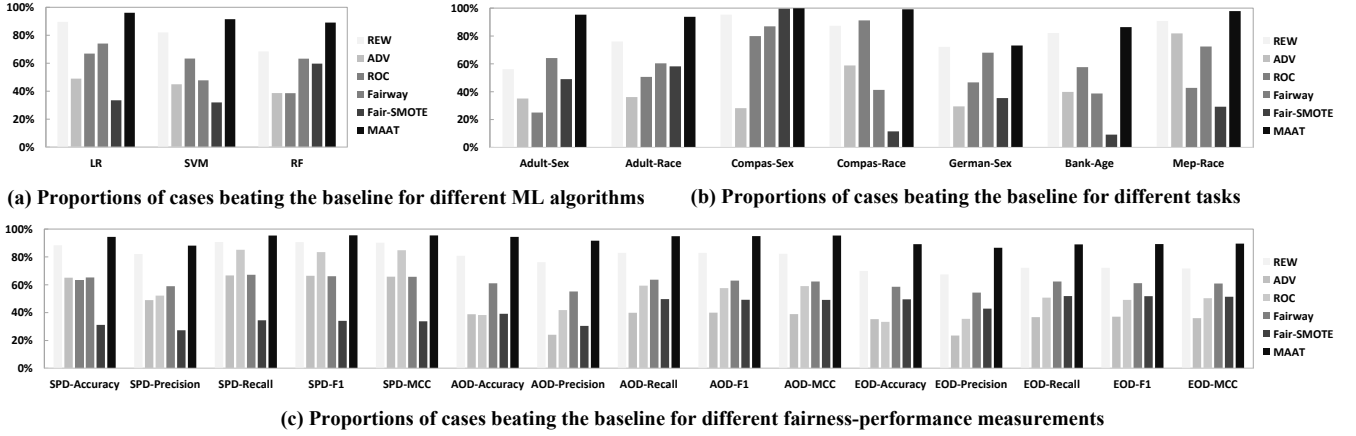 100%
80%
60%
40%
20%
0%
LR
SVM
RF
REW
ADV
ROC
Fairway
Fair-SMOTE
MAAT
(a) Proportions of cases beating the baseline for different ML algorithms
100%
80%
60%
40%
20%
0%
Adult-Sex
Adult-Race
Compas-Sex
Compas-Race
German-Sex
Bank-Age
Mep-Race
REW
ADV
ROC
Fairway
Fair-SMOTE
MAAT
(b) Proportions of cases beating the baseline for different tasks
100%
80%
60%
40%
20%
0%
SPD-Accuracy
SPD-Precision
SPD-Recall
SPD-F1
SPD-MCC
AOD-Accuracy
AOD-Precision
AOD-Recall
AOD-F1
AOD-MCC
EOD-Accuracy
EOD-Precision
EOD-Recall
EOD-F1
EOD-MCC
REW
ADV
ROC
Fairway
Fair-SMOTE
MAAT
(c) Proportions of cases beating the baseline for different fairness-performance measurements